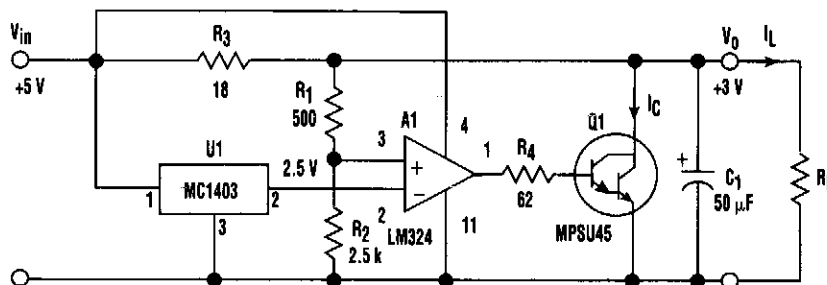 Vin
+5 V
R3
18
R1
500
2.5 V
U1
MC1403
1
2
3
R2
2.5 k
A1
3
2
+
−
4
11
1
LM324
R4
62
Q1
IC
MPSU45
+
C1
50 μF
Vo
+3 V
IL
R